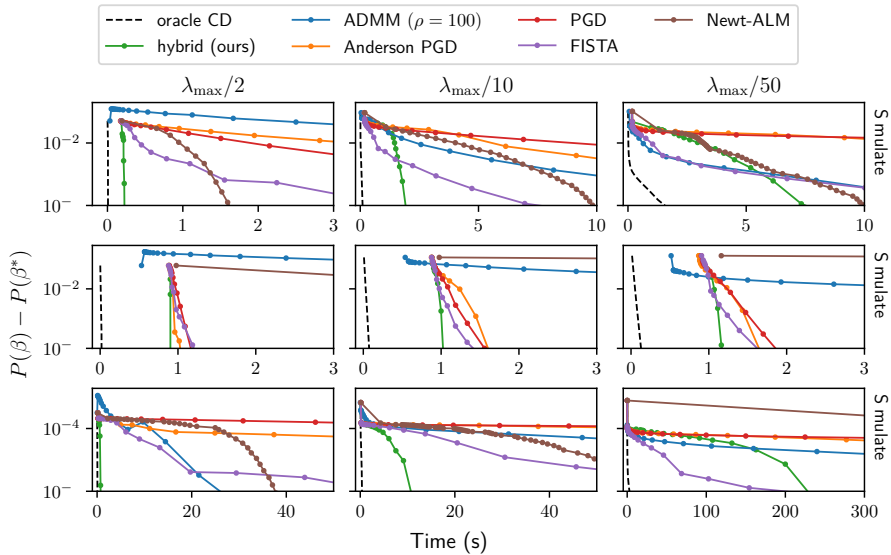 oracle CD
hybrid (ours)
ADMM (ρ = 100)
Anderson PGD
PGD
FISTA
Newt-ALM
λmax/2
λmax/10
λmax/50
P(β) − P(β*)
10⁻²
10⁻
0 1 2 3
0 5 10
0 5 10
S mulate
10⁻²
10⁻
0 1 2 3
0 1 2 3
0 1 2 3
S mulate
10⁻⁴
10⁻
0 20 40
0 20 40
0 100 200 300
S mulate
Time (s)